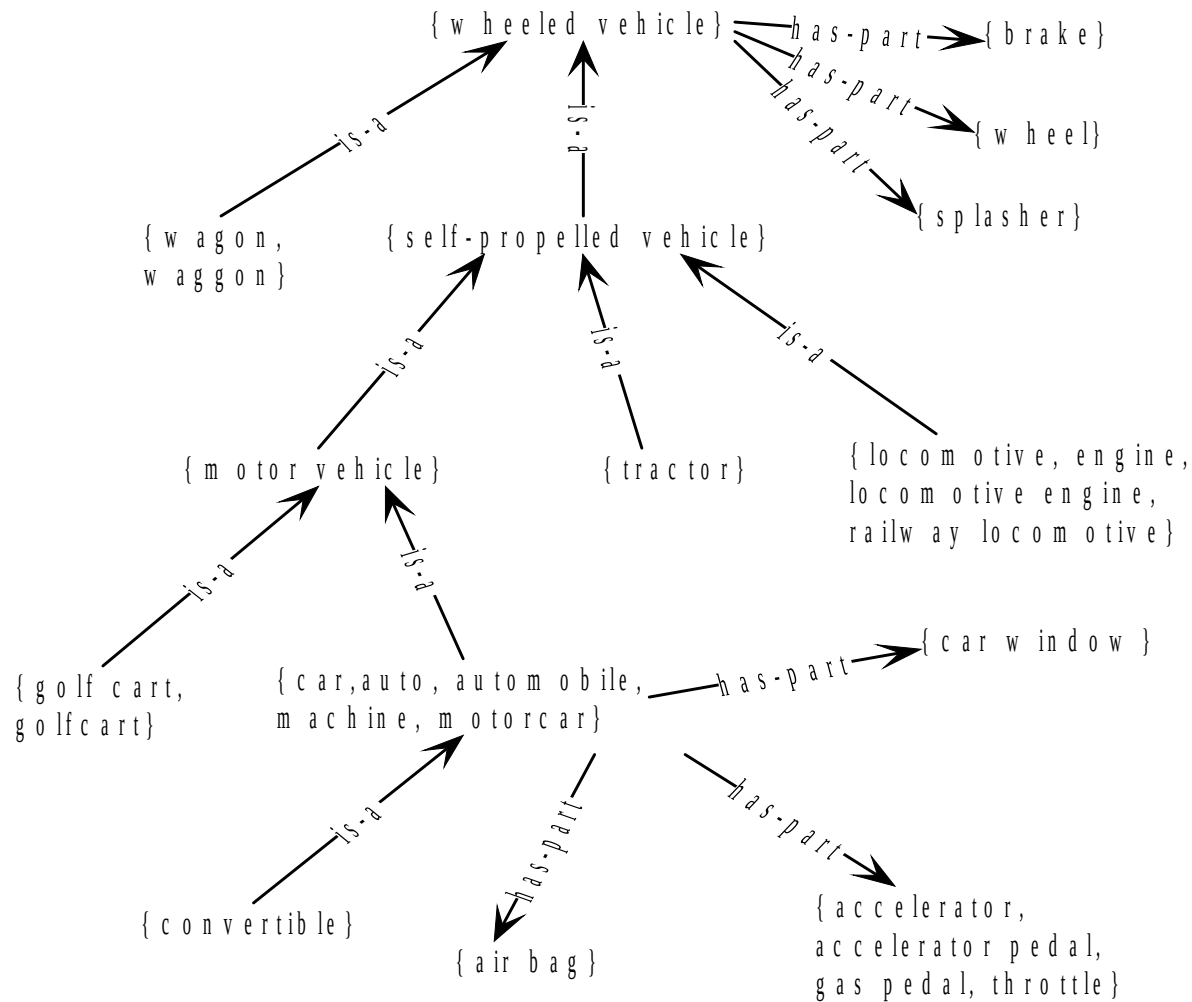 {wheeled vehicle}
has-part
{brake}
has-part
{wheel}
has-part
{splasher}
is-a
is-a
{wagon,
waggon}
{self-propelled vehicle}
is-a
is-a
is-a
{motor vehicle}
{tractor}
{locomotive, engine,
locomotive engine,
railway locomotive}
is-a
is-a
{golf cart,
golfcart}
{car,auto, automobile,
machine, motorcar}
has-part
{car window}
is-a
has-part
has-part
{convertible}
{air bag}
{accelerator,
accelerator pedal,
gas pedal, throttle}